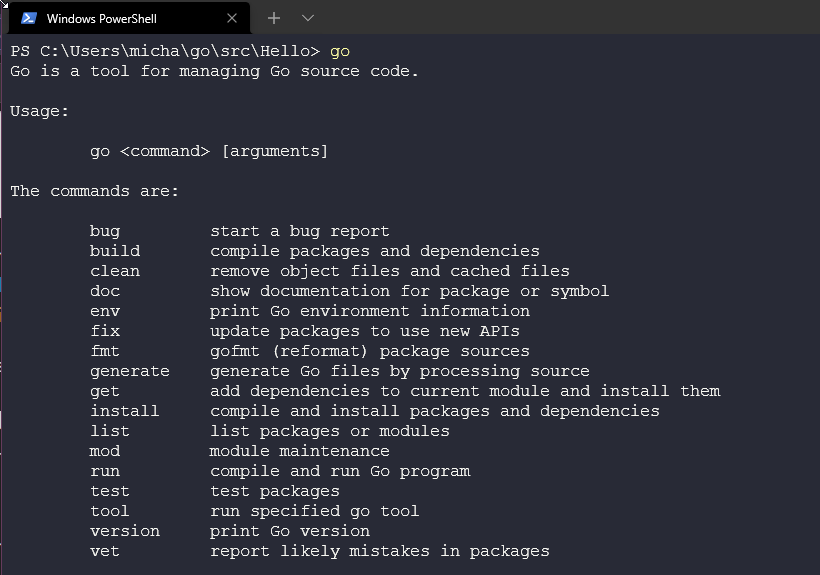 Windows PowerShell
PS C:\Users\micha\go\src\Hello> go
Go is a tool for managing Go source code.

Usage:

        go <command> [arguments]

The commands are:

        bug         start a bug report
        build       compile packages and dependencies
        clean       remove object files and cached files
        doc         show documentation for package or symbol
        env         print Go environment information
        fix         update packages to use new APIs
        fmt         gofmt (reformat) package sources
        generate    generate Go files by processing source
        get         add dependencies to current module and install them
        install     compile and install packages and dependencies
        list        list packages or modules
        mod         module maintenance
        run         compile and run Go program
        test        test packages
        tool        run specified go tool
        version     print Go version
        vet         report likely mistakes in packages